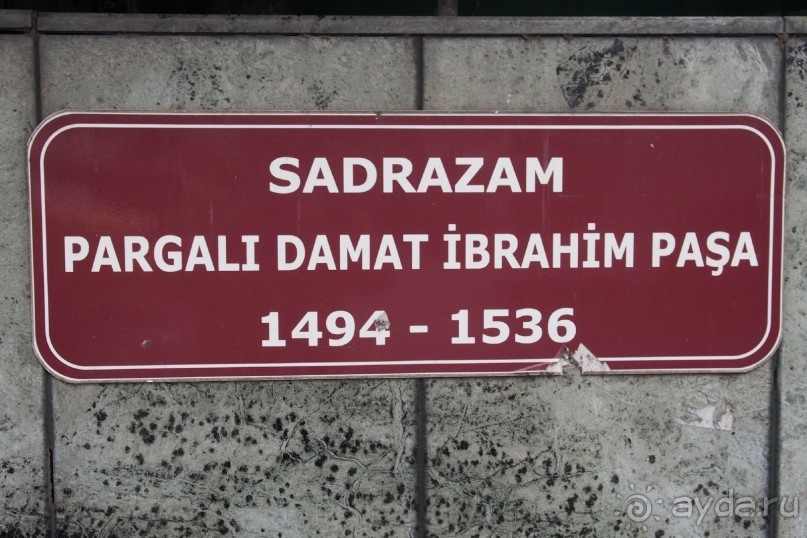 SADRAZAM
PARGALI DAMAT İBRAHİM PAŞA
1494 - 1536
ayda.ru